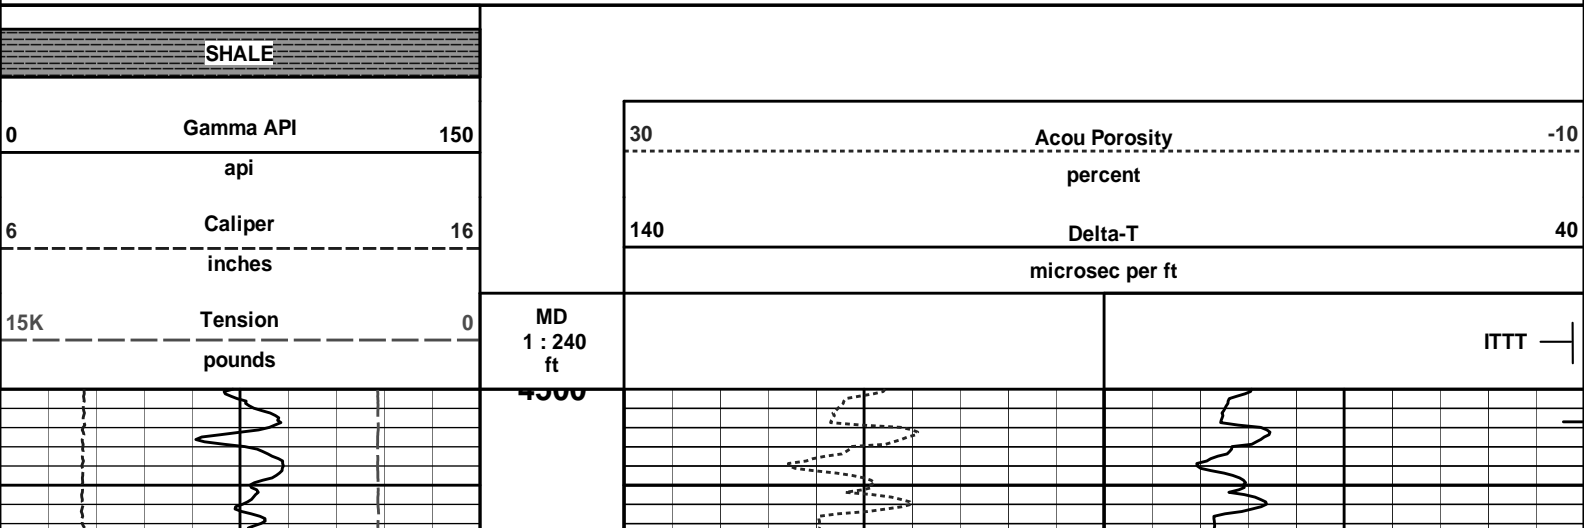 SHALE
0 Gamma API 150
api
6 Caliper 16
inches
15K Tension 0
pounds
MD
1 : 240
ft
30 Acou Porosity -10
percent
140 Delta-T 40
microsec per ft
ITTT